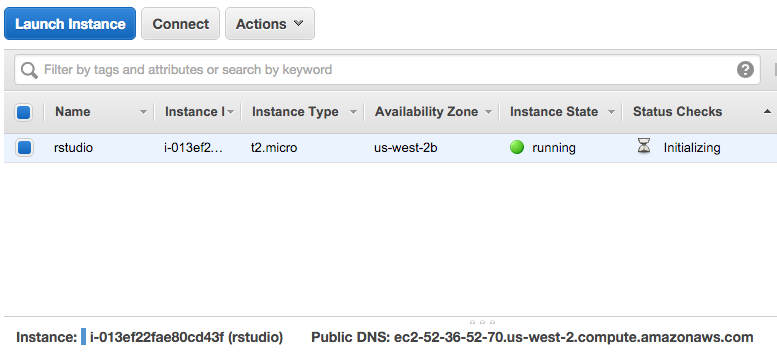 Launch Instance Connect Actions
Filter by tags and attributes or search by keyword ?
Name Instance I Instance Type Availability Zone Instance State Status Checks
rstudio i-013ef2... t2.micro us-west-2b running Initializing
Instance: i-013ef22fae80cd43f (rstudio) Public DNS: ec2-52-36-52-70.us-west-2.compute.amazonaws.com